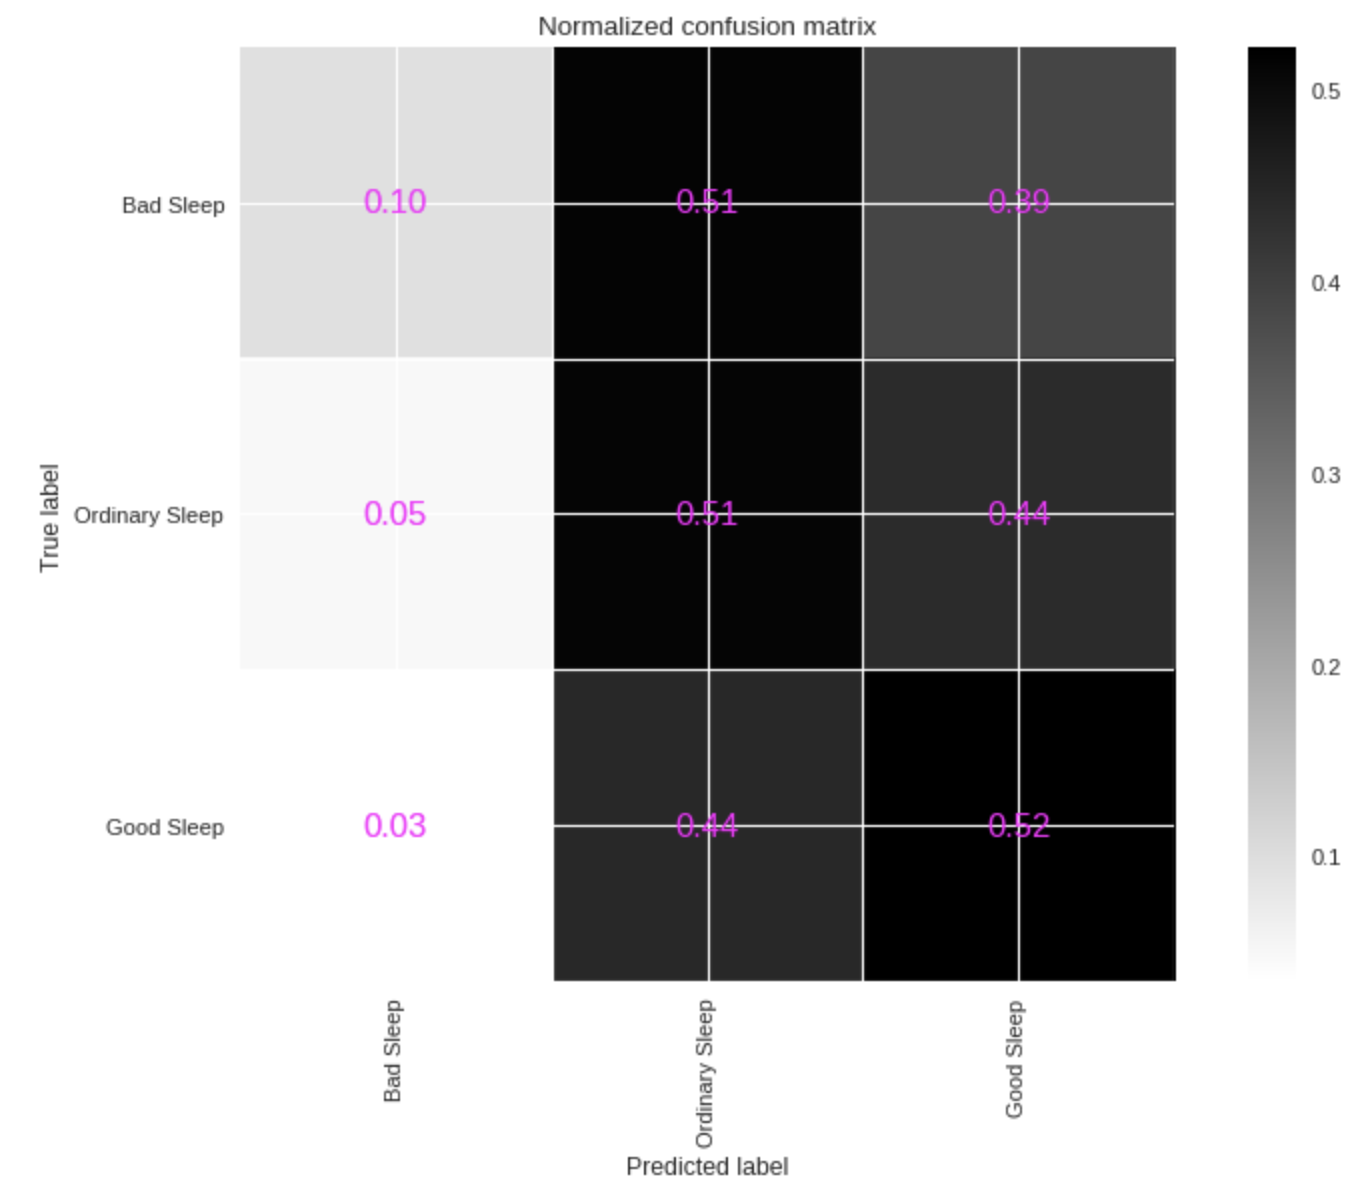 Normalized confusion matrix
True label
Bad Sleep 0.10 0.51 0.39
Ordinary Sleep 0.05 0.51 0.44
Good Sleep 0.03 0.44 0.52
Bad Sleep
Ordinary Sleep
Good Sleep
Predicted label
0.5
0.4
0.3
0.2
0.1